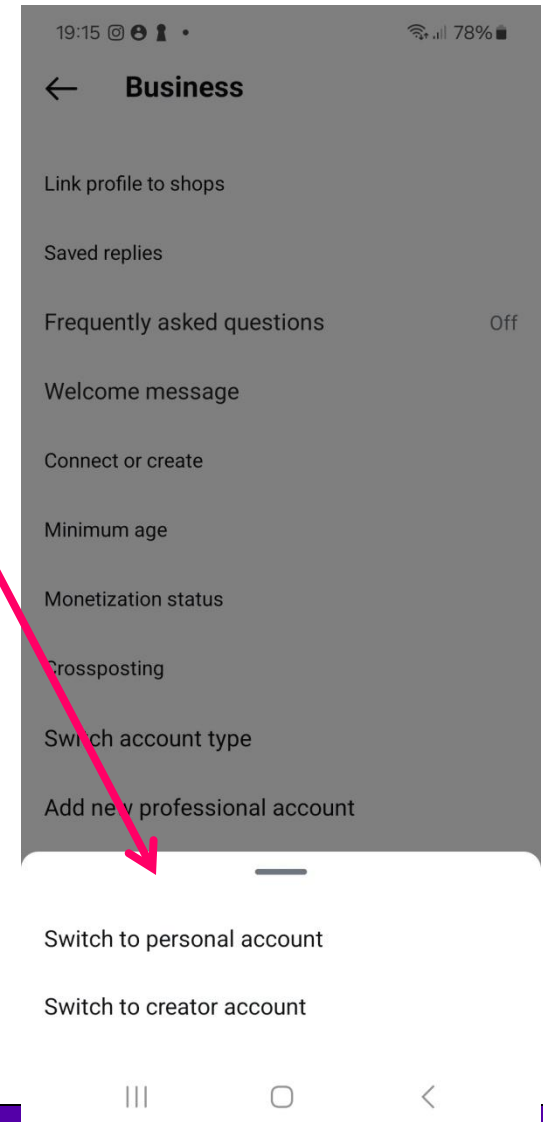 19:15 78%
Business
Link profile to shops
Saved replies
Frequently asked questions Off
Welcome message
Connect or create
Minimum age
Monetization status
Crossposting
Switch account type
Add new professional account
Switch to personal account
Switch to creator account